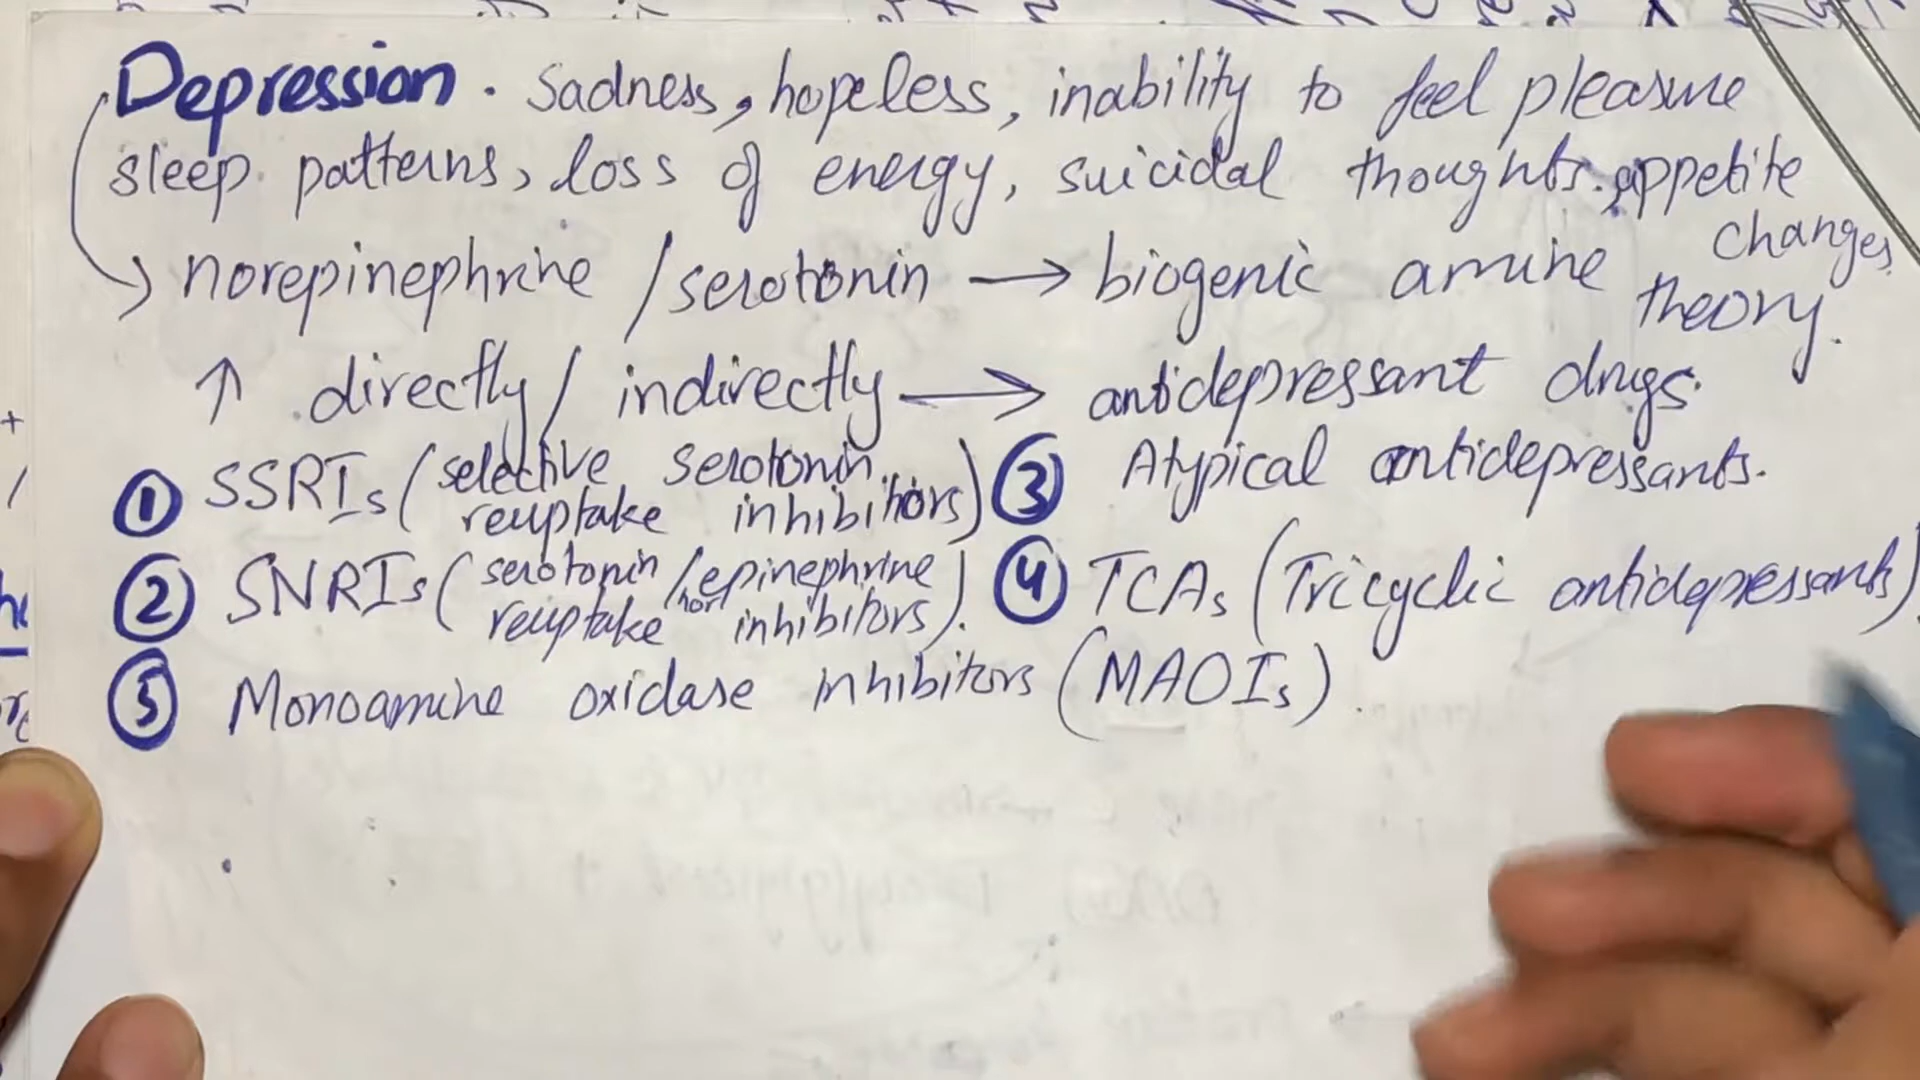 Depression. Sadness, hopeless, inability to feel pleasure
sleep patterns, loss of energy, suicidal thoughts. appetite
changes
norepinephrine / serotonin → biogenic amine
theory.
↑ directly / indirectly → antidepressant drugs.
① SSRIs (selective serotonin
reuptake inhibitors)
③ Atypical antidepressants.
② SNRIs (serotonin / norepinephrine
reuptake inhibitors).
④ TCAs (Tricyclic antidepressants)
⑤ Monoamine oxidase inhibitors (MAOIs).